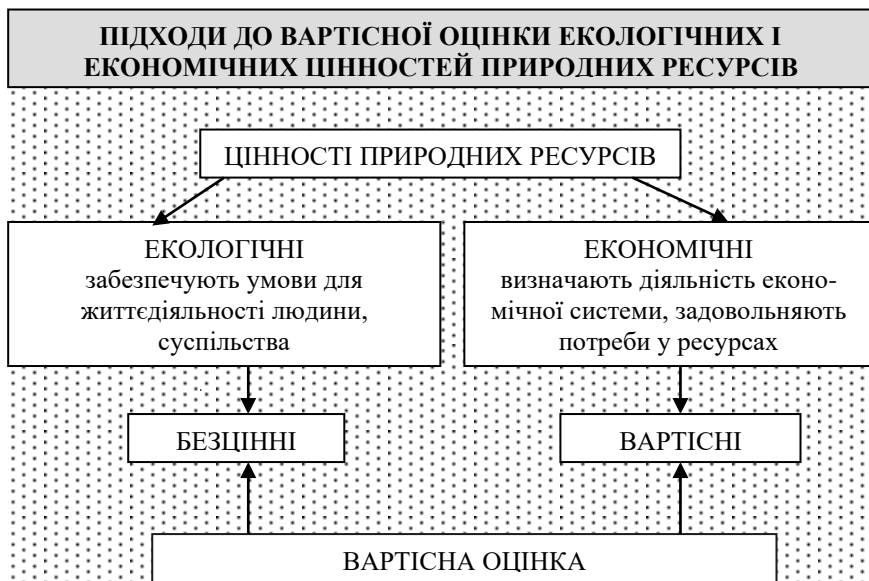 ПІДХОДИ ДО ВАРТІСНОЇ ОЦІНКИ ЕКОЛОГІЧНИХ І
ЕКОНОМІЧНИХ ЦІННОСТЕЙ ПРИРОДНИХ РЕСУРСІВ
ЦІННОСТІ ПРИРОДНИХ РЕСУРСІВ
ЕКОЛОГІЧНІ
забезпечують умови для
життєдіяльності людини,
суспільства
ЕКОНОМІЧНІ
визначають діяльність еконо-
мічної системи, задовольняють
потреби у ресурсах
БЕЗЦІННІ
ВАРТІСНІ
ВАРТІСНА ОЦІНКА